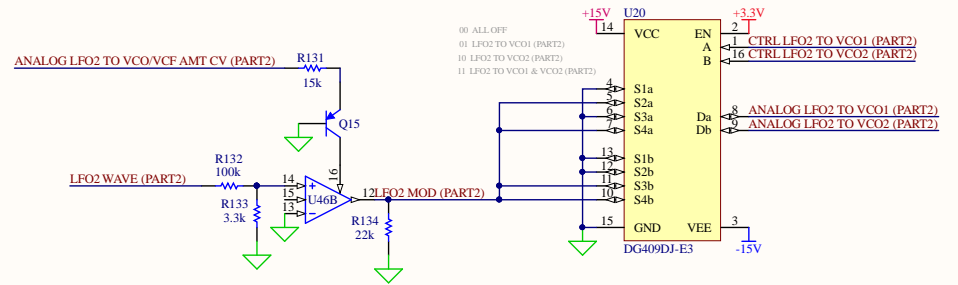 +15V
U20
+3.3V
14 VCC EN 2
00 ALL OFF
01 LFO2 TO VCO1 (PART2)
10 LFO2 TO VCO2 (PART2)
11 LFO2 TO VCO1 & VCO2 (PART2)
A 1 CTRL LFO2 TO VCO1 (PART2)
B 16 CTRL LFO2 TO VCO2 (PART2)
ANALOG LFO2 TO VCO/VCF AMT CV (PART2)
R131
15k
Q15
4 S1a
5 S2a
6 S3a
7 S4a
Da 8 ANALOG LFO2 TO VCO1 (PART2)
Db 9 ANALOG LFO2 TO VCO2 (PART2)
13 S1b
12 S2b
11 S3b
10 S4b
LFO2 WAVE (PART2)
R132
100k
R133
3.3k
14 +
15
13 −
16
U46B
12 LFO2 MOD (PART2)
R134
22k
15 GND VEE 3
DG409DJ-E3
-15V